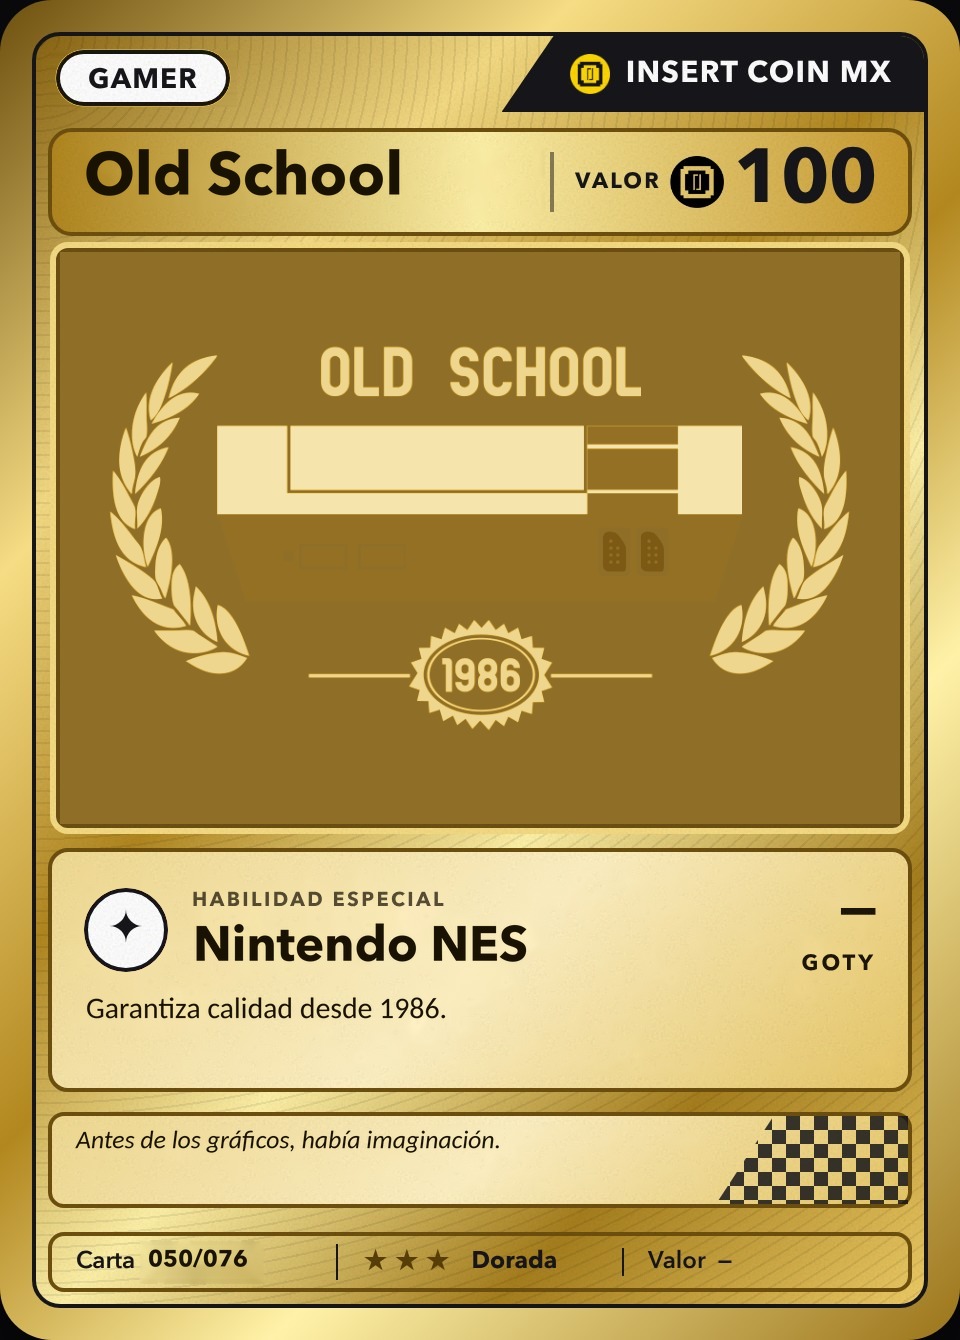 GAMER
INSERT COIN MX
Old School
VALOR 100
OLD SCHOOL
1986
HABILIDAD ESPECIAL
Nintendo NES
–
GOTY
Garantiza calidad desde 1986.
Antes de los gráficos, había imaginación.
Carta 050/076 ★★★ Dorada Valor –